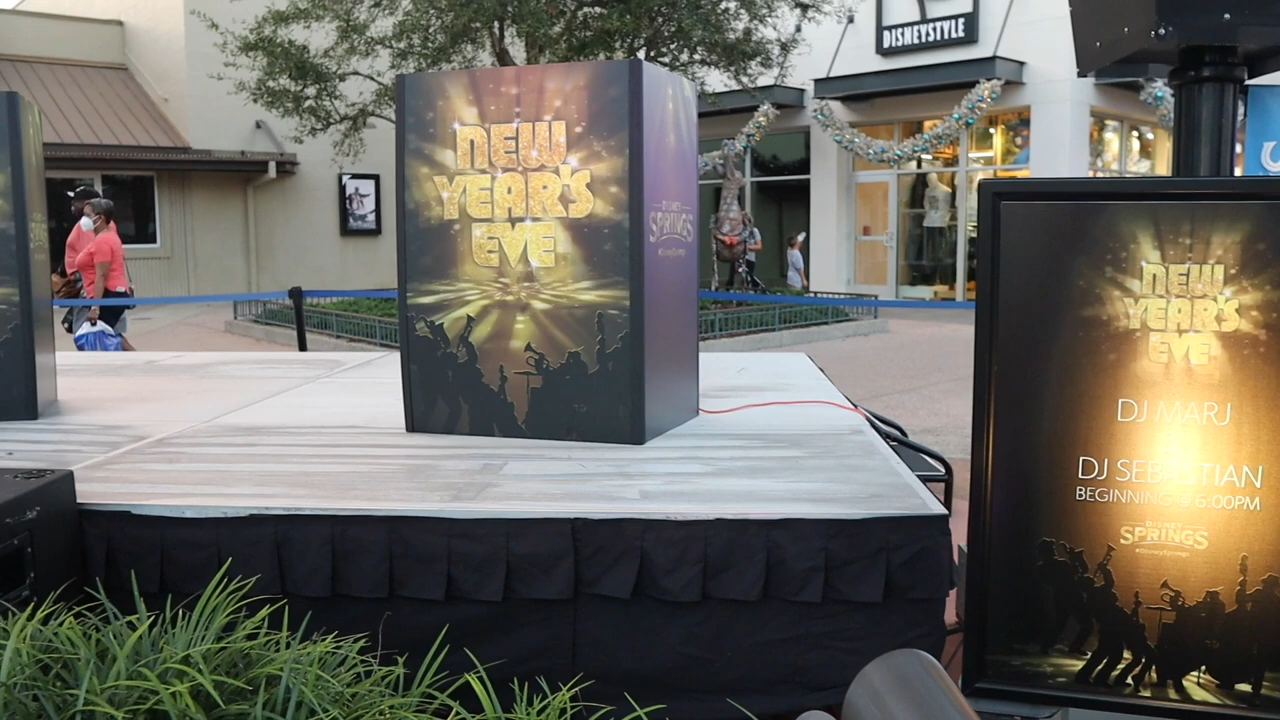 DISNEYSTYLE
NEW
YEAR'S
EVE
DISNEY
SPRINGS
#DisneySprings
NEW
YEAR'S
EVE
DJ MARJ
DJ SEBASTIAN
BEGINNING @ 6:00PM
DISNEY
SPRINGS
#DisneySprings